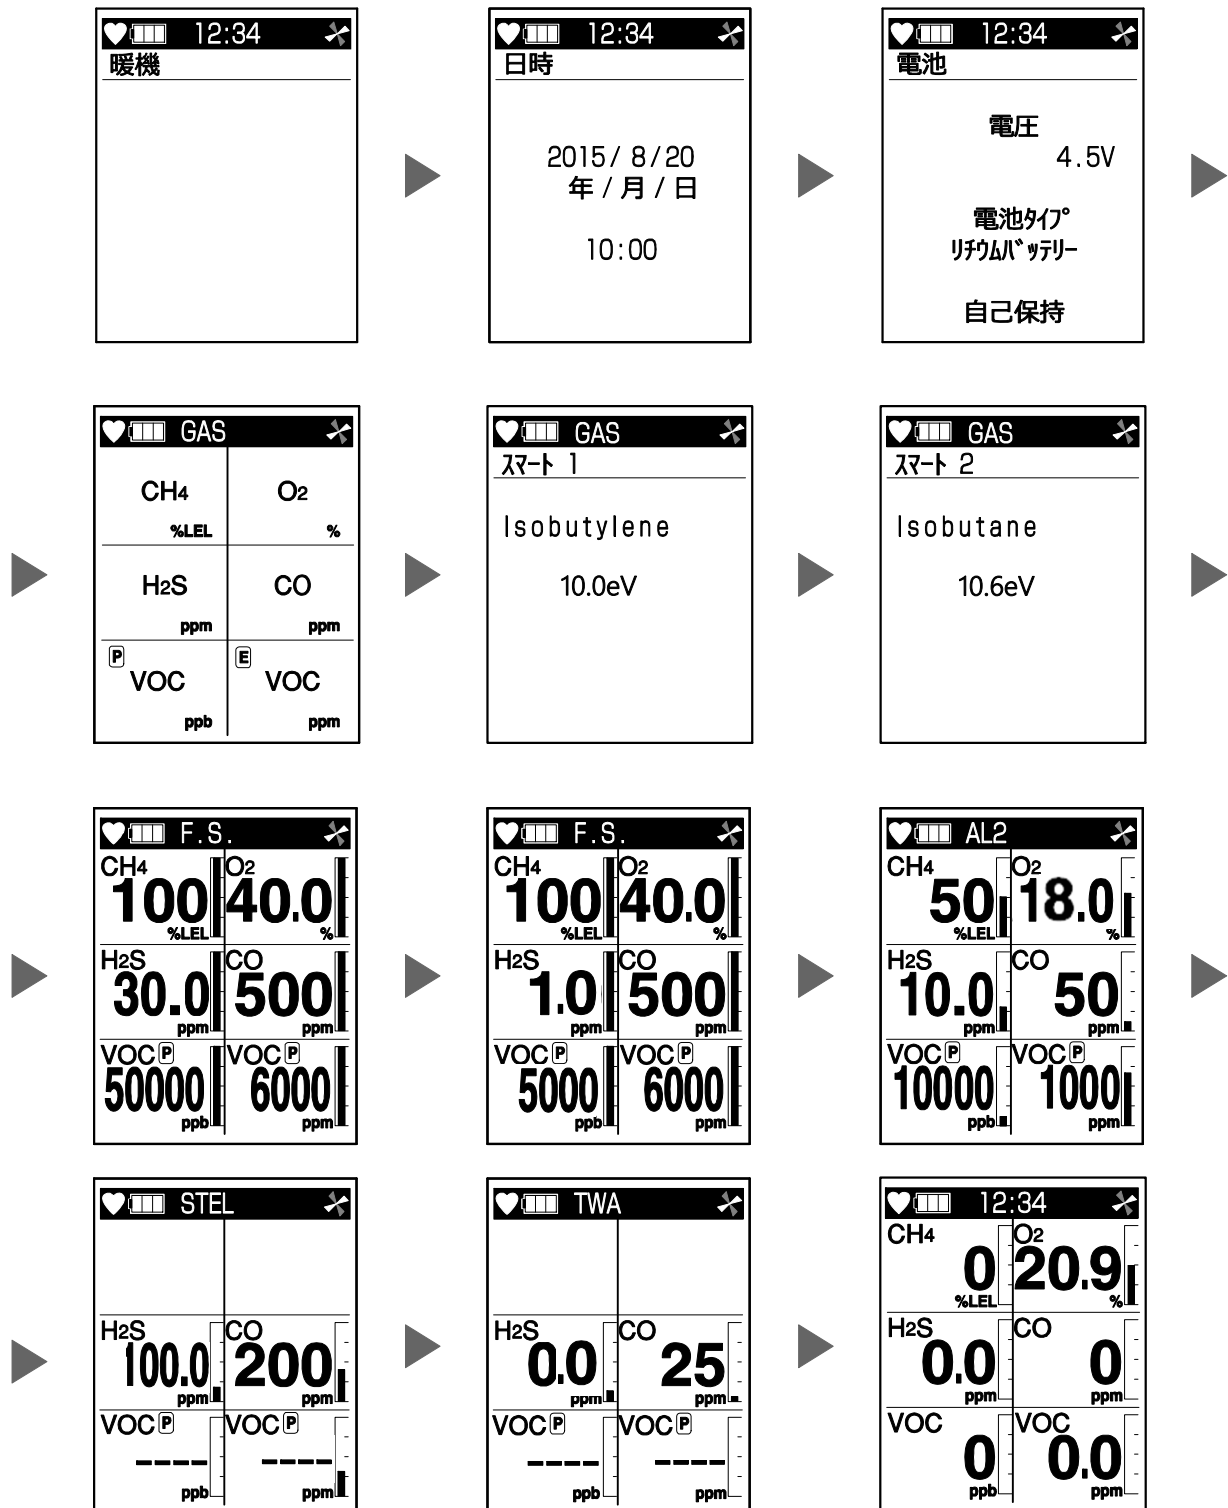 12:34
暖機
12:34
日時
2015/ 8/20
年 / 月 / 日
10:00
12:34
電池
電圧
4.5V
電池ﾀｲﾌﾟ
ﾘﾁｳﾑﾊﾞｯﾃﾘｰ
自己保持
GAS
CH4
%LEL
O2
%
H2S
ppm
CO
ppm
P
VOC
ppb
E
VOC
ppm
GAS
ｽﾏｰﾄ 1
Isobutylene
10.0eV
GAS
ｽﾏｰﾄ 2
Isobutane
10.6eV
F.S.
CH4
100
%LEL
O2
40.0
%
H2S
30.0
ppm
CO
500
ppm
VOC P
50000
ppb
VOC P
6000
ppm
F.S.
CH4
100
%LEL
O2
40.0
%
H2S
1.0
ppm
CO
500
ppm
VOC P
5000
ppb
VOC P
6000
ppm
AL2
CH4
50
%LEL
O2
18.0
%
H2S
10.0
ppm
CO
50
ppm
VOC P
10000
ppb
VOC P
1000
ppm
STEL
H2S
100.0
ppm
CO
200
ppm
VOC P
----
ppb
VOC P
----
ppm
TWA
H2S
0.0
ppm
CO
25
ppm
VOC P
----
ppb
VOC P
----
ppm
12:34
CH4
0
%LEL
O2
20.9
%
H2S
0.0
ppm
CO
0
ppm
VOC
0
ppb
VOC
0.0
ppm